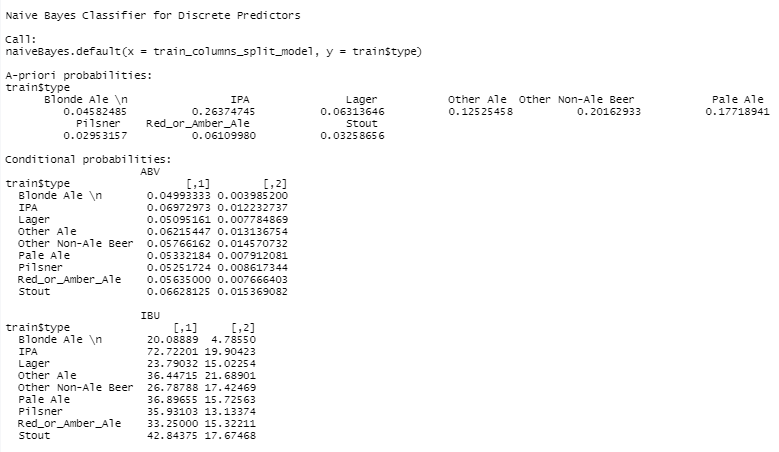 Naive Bayes Classifier for Discrete Predictors
Call:
naiveBayes.default(x = train_columns_split_model, y = train$type)
A-priori probabilities:
train$type
Blonde Ale \n IPA Lager Other Ale Other Non-Ale Beer Pale Ale
0.04582485 0.26374745 0.06313646 0.12525458 0.20162933 0.17718941
Pilsner Red_or_Amber_Ale Stout
0.02953157 0.06109980 0.03258656
Conditional probabilities:
ABV
train$type [,1] [,2]
Blonde Ale \n 0.04993333 0.003985200
IPA 0.06972973 0.012232737
Lager 0.05095161 0.007784869
Other Ale 0.06215447 0.013136754
Other Non-Ale Beer 0.05766162 0.014570732
Pale Ale 0.05332184 0.007912081
Pilsner 0.05251724 0.008617344
Red_or_Amber_Ale 0.05635000 0.007666403
Stout 0.06628125 0.015369082
IBU
train$type [,1] [,2]
Blonde Ale \n 20.08889 4.78550
IPA 72.72201 19.90423
Lager 23.79032 15.02254
Other Ale 36.44715 21.68901
Other Non-Ale Beer 26.78788 17.42469
Pale Ale 36.89655 15.72563
Pilsner 35.93103 13.13374
Red_or_Amber_Ale 33.25000 15.32211
Stout 42.84375 17.67468